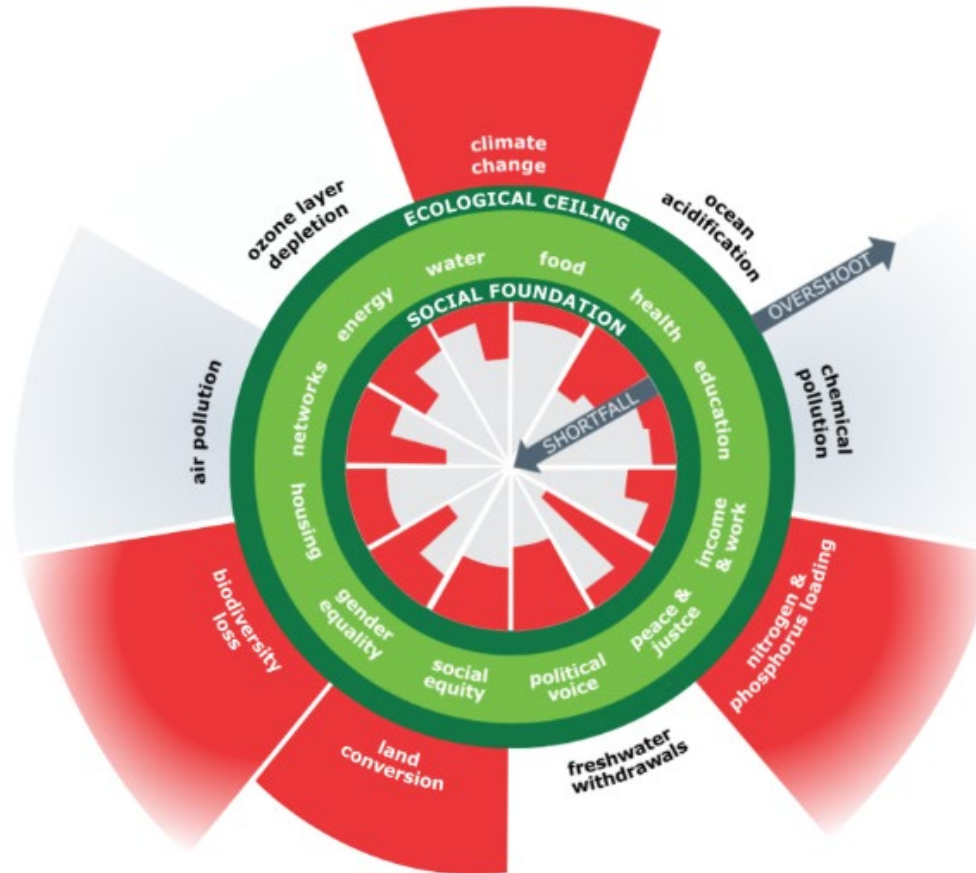 climate
change
ECOLOGICAL CEILING
ozone layer
depletion
ocean
acidification
OVERSHOOT
water
food
energy
health
SOCIAL FOUNDATION
SHORTFALL
networks
education
air pollution
chemical
pollution
housing
income
& work
gender
equality
peace &
justce
social
equity
political
voice
biodiversity
loss
nitrogen &
phosphorus loading
land
conversion
freshwater
withdrawals